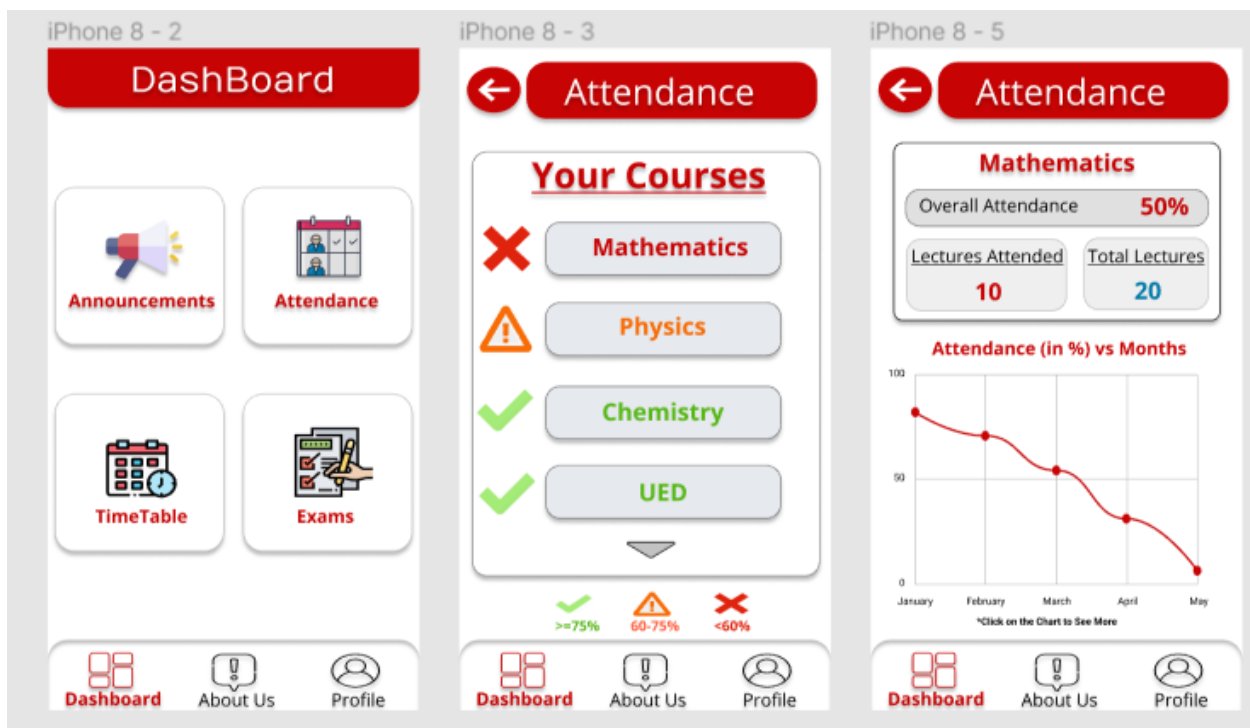 iPhone 8 - 2
DashBoard
Announcements
Attendance
TimeTable
Exams
Dashboard
About Us
Profile
iPhone 8 - 3
Attendance
Your Courses
Mathematics
Physics
Chemistry
UED
>=75%
60-75%
<60%
Dashboard
About Us
Profile
iPhone 8 - 5
Attendance
Mathematics
Overall Attendance 50%
Lectures Attended
10
Total Lectures
20
Attendance (in %) vs Months
100
50
0
January February March April May
*Click on the Chart to See More
Dashboard
About Us
Profile